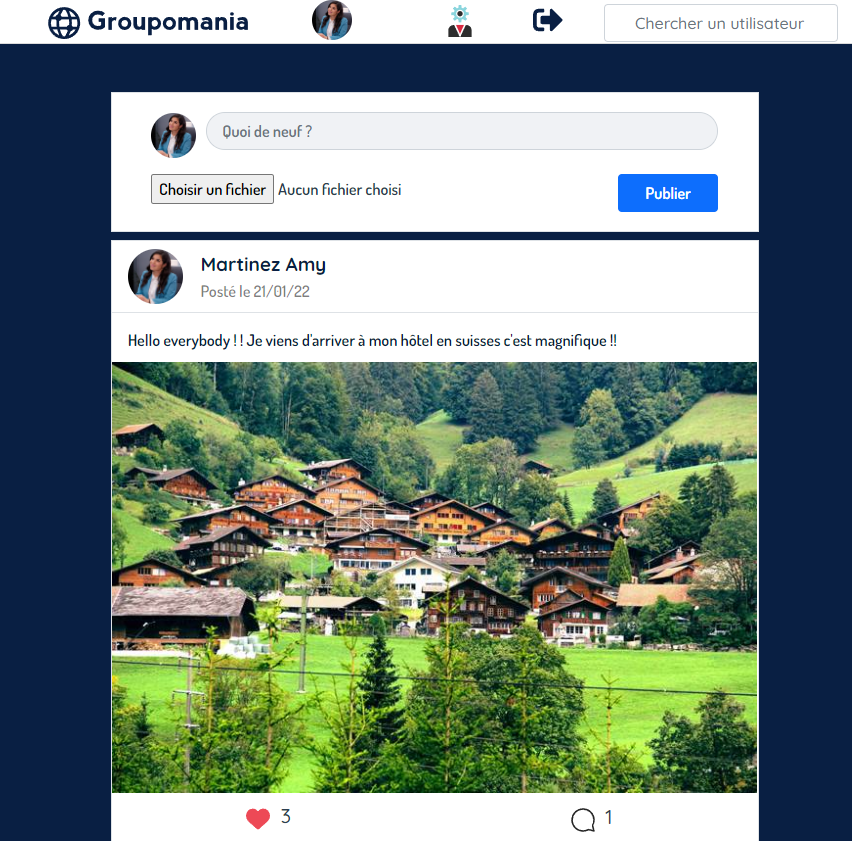 Groupomania
Chercher un utilisateur
Quoi de neuf ?
Choisir un fichier Aucun fichier choisi
Publier
Martinez Amy
Posté le 21/01/22
Hello everybody ! ! Je viens d'arriver à mon hôtel en suisses c'est magnifique !!
3
1